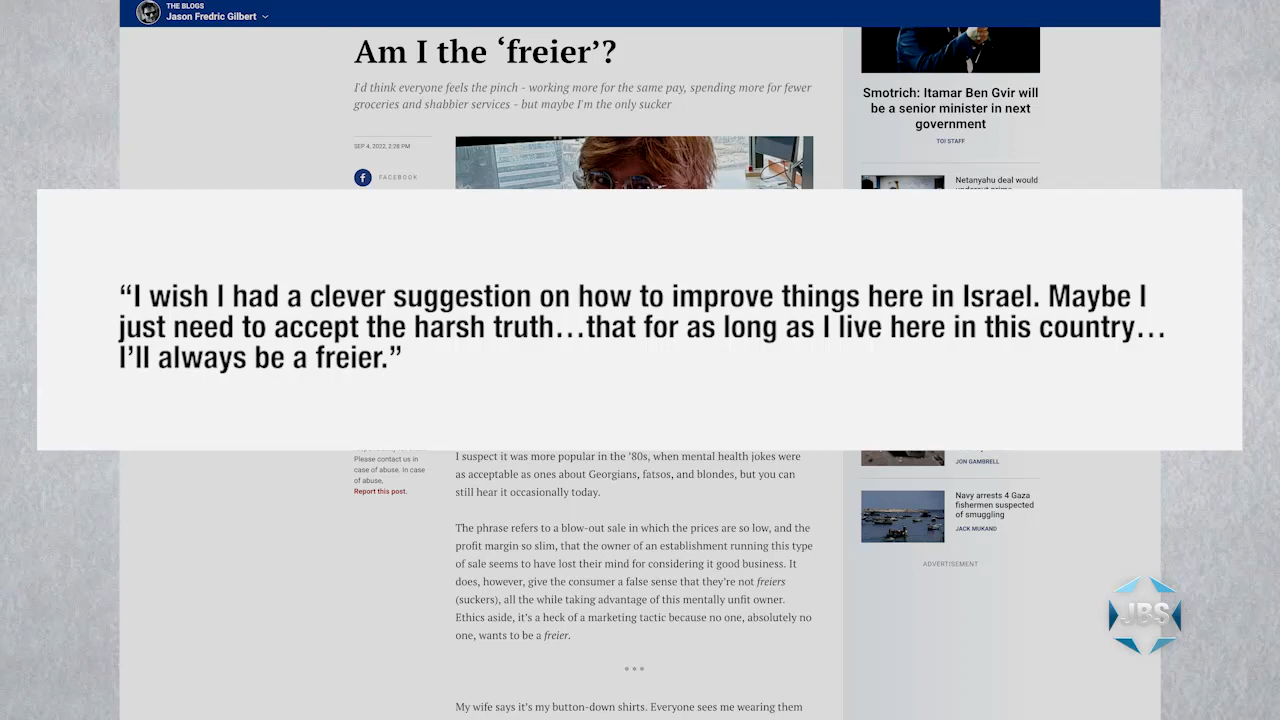 THE BLOGS
Jason Fredric Gilbert
Am I the ‘freier’?
I'd think everyone feels the pinch - working more for the same pay, spending more for fewer
groceries and shabbier services - but maybe I'm the only sucker
SEP 4, 2022, 2:28 PM
f FACEBOOK
Smotrich: Itamar Ben Gvir will
be a senior minister in next
government
TOI STAFF
Netanyahu deal would
“I wish I had a clever suggestion on how to improve things here in Israel. Maybe I
just need to accept the harsh truth…that for as long as I live here in this country…
I’ll always be a freier.”
Please contact us in
case of abuse. In case
of abuse,
Report this post.
I suspect it was more popular in the ’80s, when mental health jokes were
as acceptable as ones about Georgians, fatsos, and blondes, but you can
still hear it occasionally today.
The phrase refers to a blow-out sale in which the prices are so low, and the
profit margin so slim, that the owner of an establishment running this type
of sale seems to have lost their mind for considering it good business. It
does, however, give the consumer a false sense that they’re not freiers
(suckers), all the while taking advantage of this mentally unfit owner.
Ethics aside, it’s a heck of a marketing tactic because no one, absolutely no
one, wants to be a freier.
My wife says it’s my button-down shirts. Everyone sees me wearing them
JON GAMBRELL
Navy arrests 4 Gaza
fishermen suspected
of smuggling
JACK MUKAND
ADVERTISEMENT
JBS